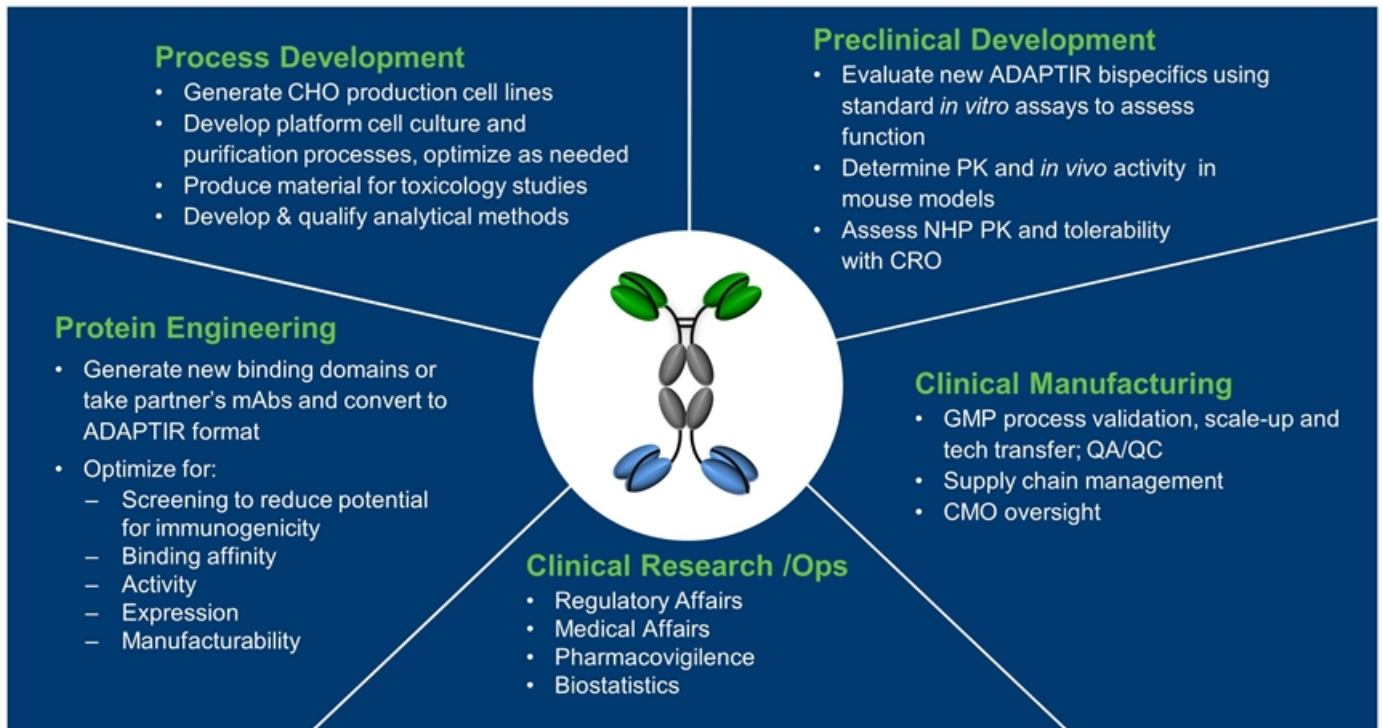 Process Development
• Generate CHO production cell lines
• Develop platform cell culture and
purification processes, optimize as needed
• Produce material for toxicology studies
• Develop & qualify analytical methods
Preclinical Development
• Evaluate new ADAPTIR bispecifics using
standard in vitro assays to assess
function
• Determine PK and in vivo activity in
mouse models
• Assess NHP PK and tolerability
with CRO
Protein Engineering
• Generate new binding domains or
take partner’s mAbs and convert to
ADAPTIR format
• Optimize for:
– Screening to reduce potential
for immunogenicity
– Binding affinity
– Activity
– Expression
– Manufacturability
Clinical Manufacturing
• GMP process validation, scale-up and
tech transfer; QA/QC
• Supply chain management
• CMO oversight
Clinical Research /Ops
• Regulatory Affairs
• Medical Affairs
• Pharmacovigilence
• Biostatistics